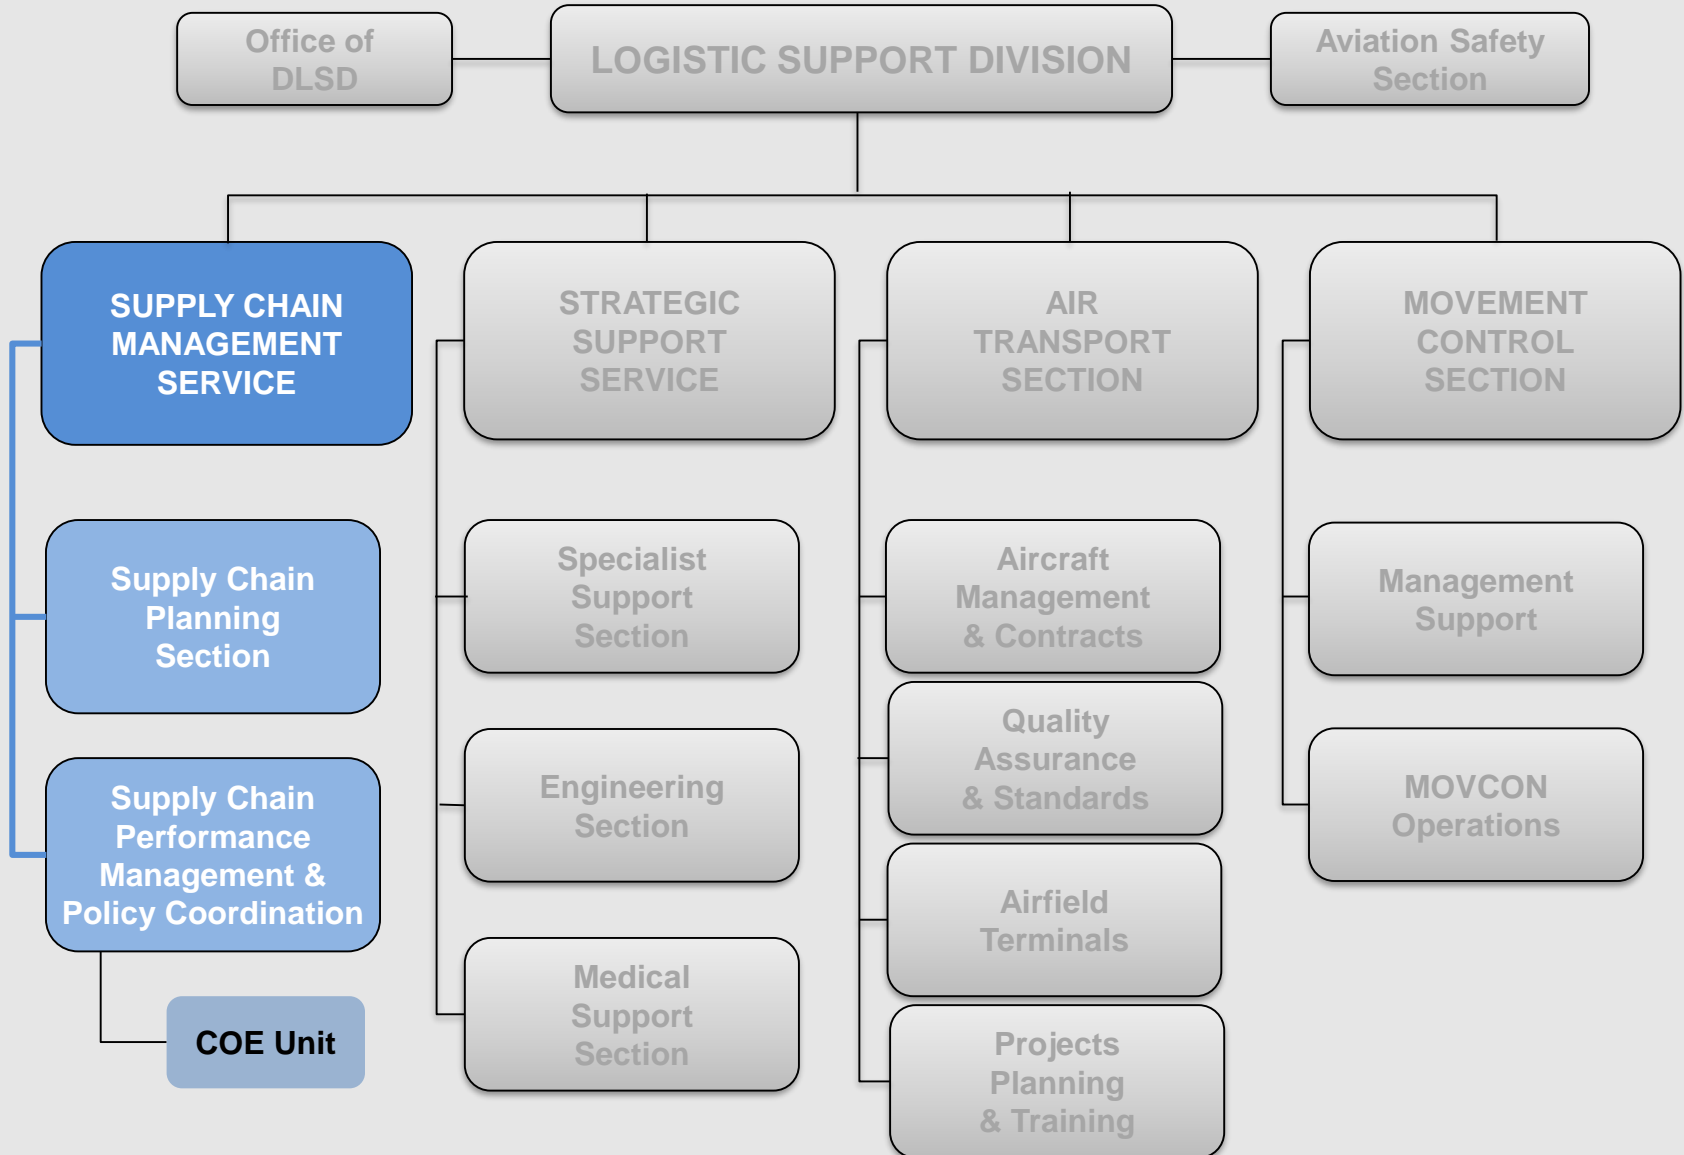 Office of
DLSD
LOGISTIC SUPPORT DIVISION
Aviation Safety
Section
SUPPLY CHAIN
MANAGEMENT
SERVICE
STRATEGIC
SUPPORT
SERVICE
AIR
TRANSPORT
SECTION
MOVEMENT
CONTROL
SECTION
Supply Chain
Planning
Section
Specialist
Support
Section
Aircraft
Management
& Contracts
Management
Support
Supply Chain
Performance
Management &
Policy Coordination
Engineering
Section
Quality
Assurance
& Standards
MOVCON
Operations
Airfield
Terminals
COE Unit
Medical
Support
Section
Projects
Planning
& Training